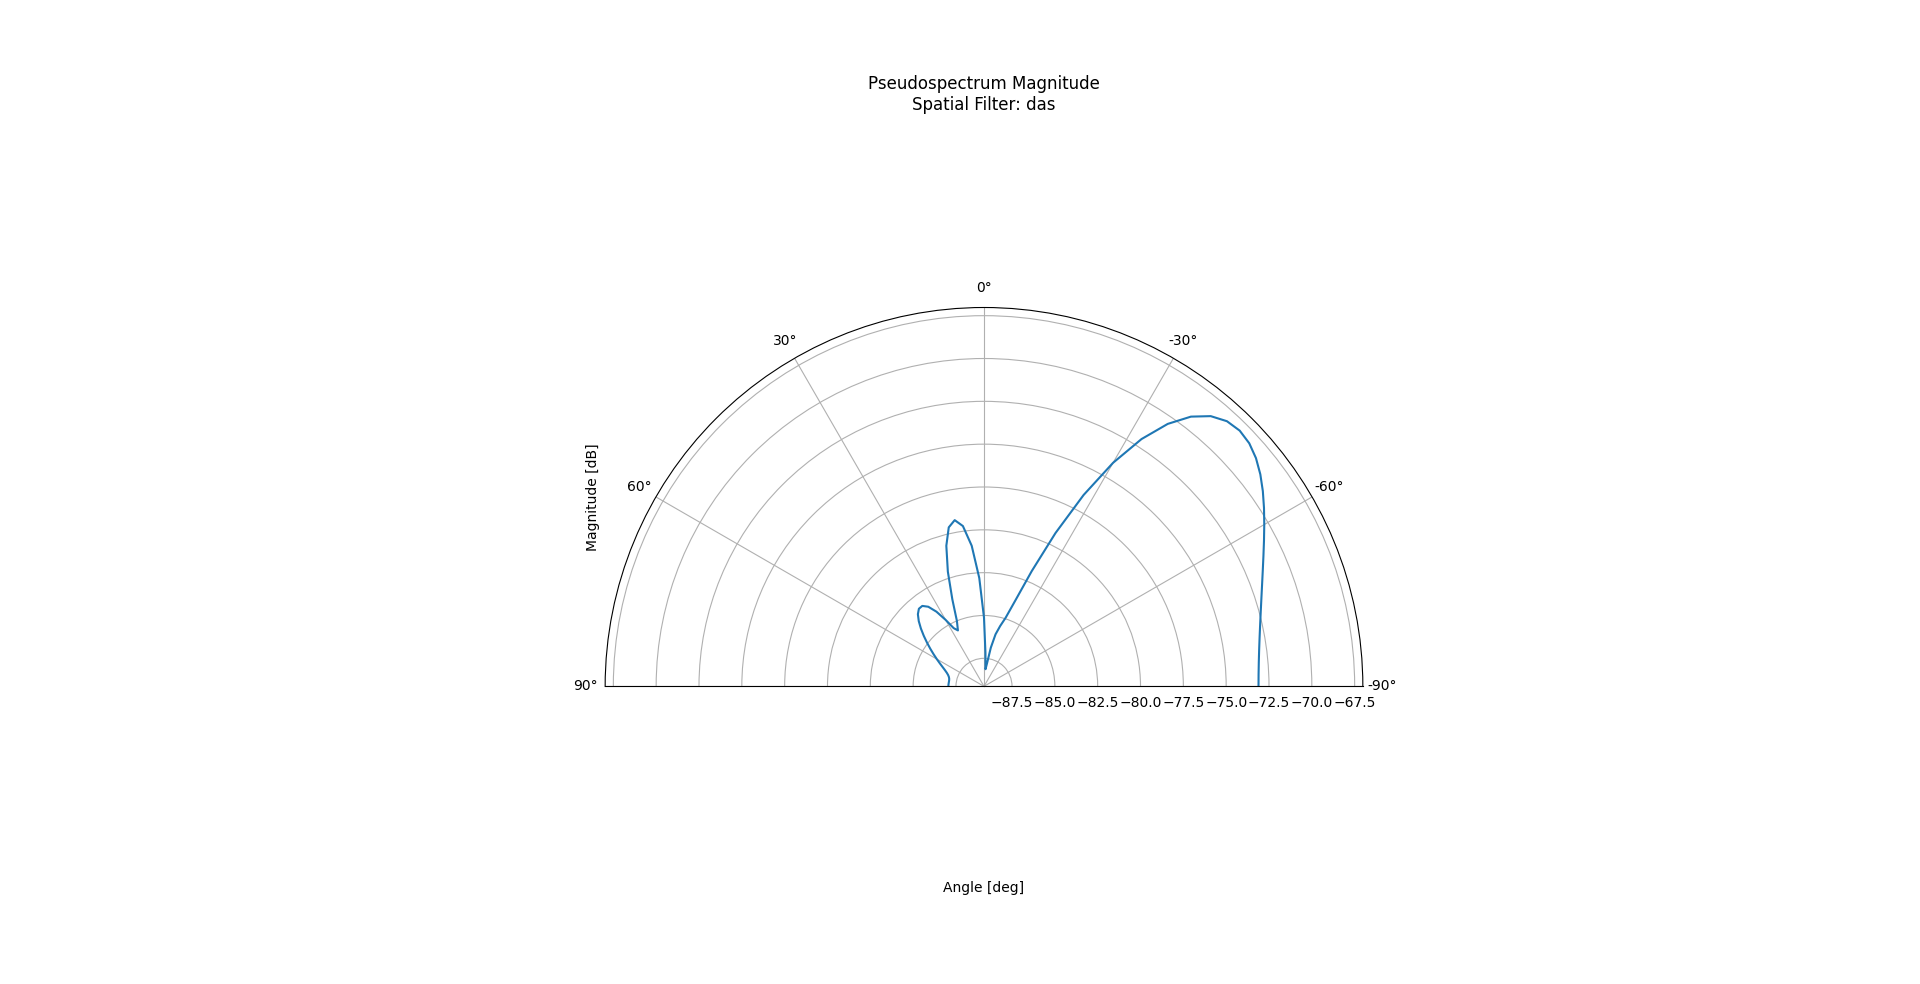 Pseudospectrum Magnitude
Spatial Filter: das
0°
30°
-30°
60°
-60°
Magnitude [dB]
90°
-90°
−87.5 −85.0 −82.5 −80.0 −77.5 −75.0 −72.5 −70.0 −67.5
Angle [deg]